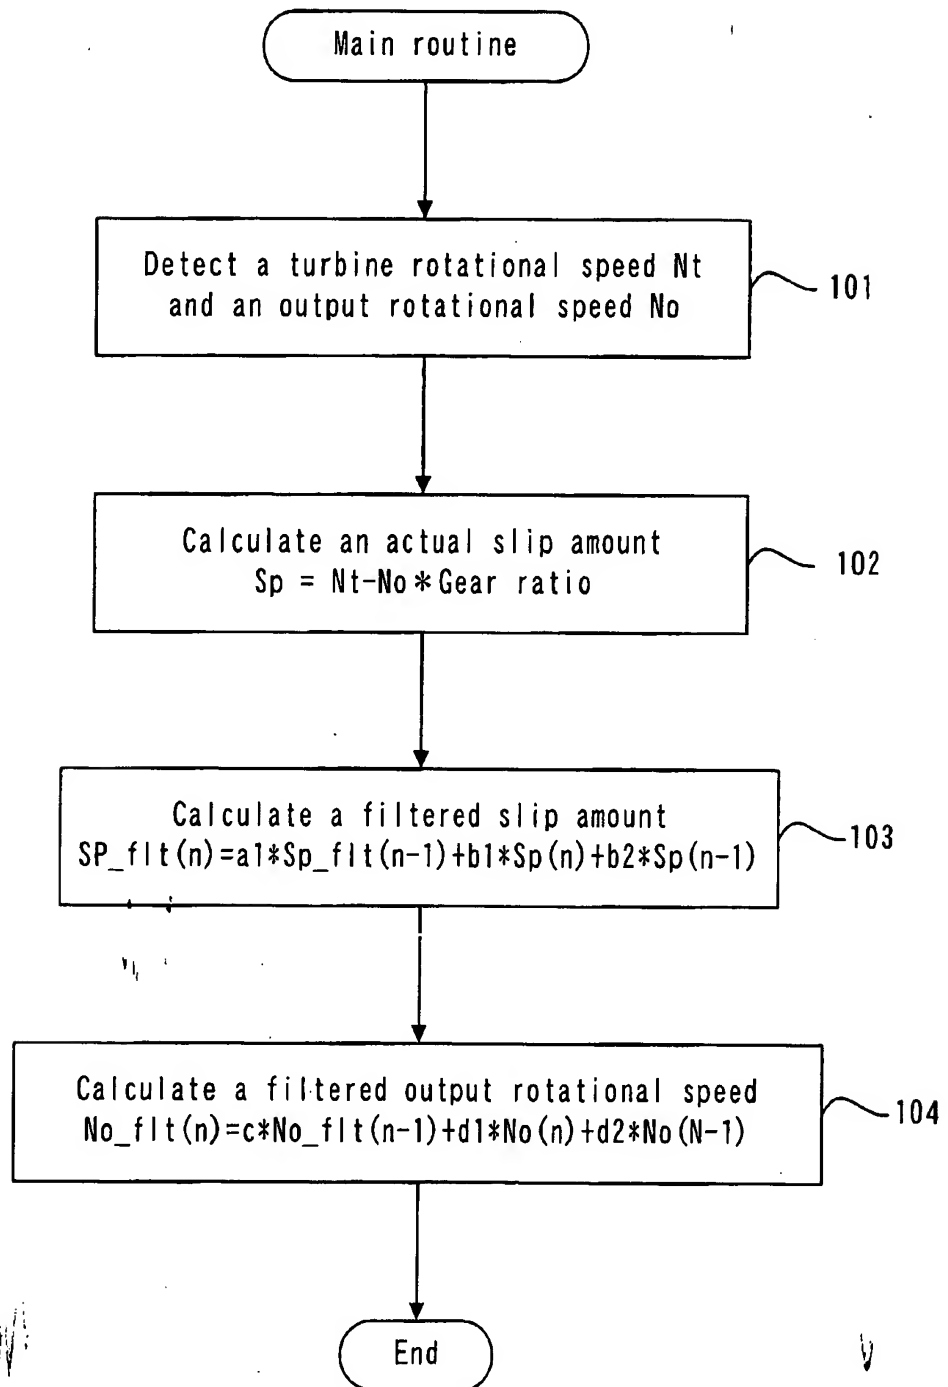 Main routine
Detect a turbine rotational speed Nt
and an output rotational speed No
101
Calculate an actual slip amount
Sp = Nt-No*Gear ratio
102
Calculate a filtered slip amount
SP_flt(n)=a1*Sp_flt(n-1)+b1*Sp(n)+b2*Sp(n-1)
103
Calculate a filtered output rotational speed
No_flt(n)=c*No_flt(n-1)+d1*No(n)+d2*No(N-1)
104
End